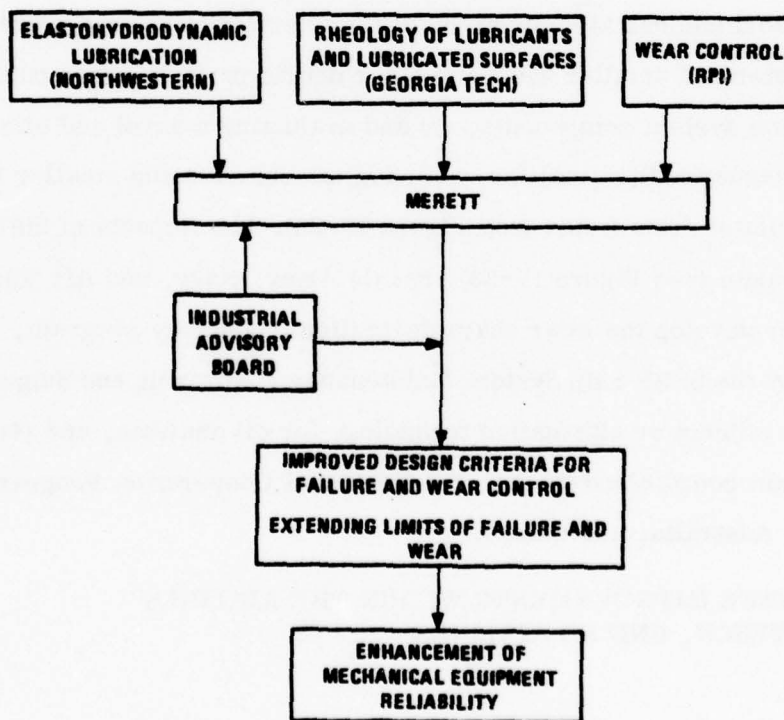 ELASTOHYDRODYNAMIC
LUBRICATION
(NORTHWESTERN)
RHEOLOGY OF LUBRICANTS
AND LUBRICATED SURFACES
(GEORGIA TECH)
WEAR CONTROL
(RPI)
MERETT
INDUSTRIAL
ADVISORY
BOARD
IMPROVED DESIGN CRITERIA FOR
FAILURE AND WEAR CONTROL
EXTENDING LIMITS OF FAILURE AND
WEAR
ENHANCEMENT OF
MECHANICAL EQUIPMENT
RELIABILITY